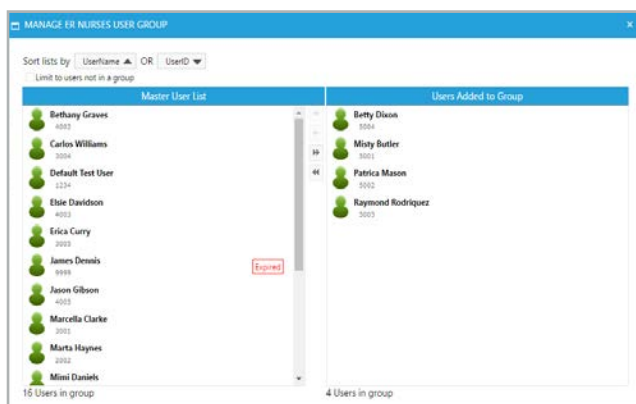 MANAGE ER NURSES USER GROUP
Sort lists by UserName OR UserID
Limit to users not in a group
Master User List
Bethany Graves
4002
Carlos Williams
3004
Default Test User
1234
Elsie Davidson
4003
Erica Curry
2003
James Dennis
9999
Expired
Jason Gibson
4005
Marcella Clarke
2001
Marta Haynes
2002
Mimi Daniels
16 Users in group
Users Added to Group
Betty Dixon
5004
Misty Butler
5001
Patrica Mason
5002
Raymond Rodriquez
5003
4 Users in group